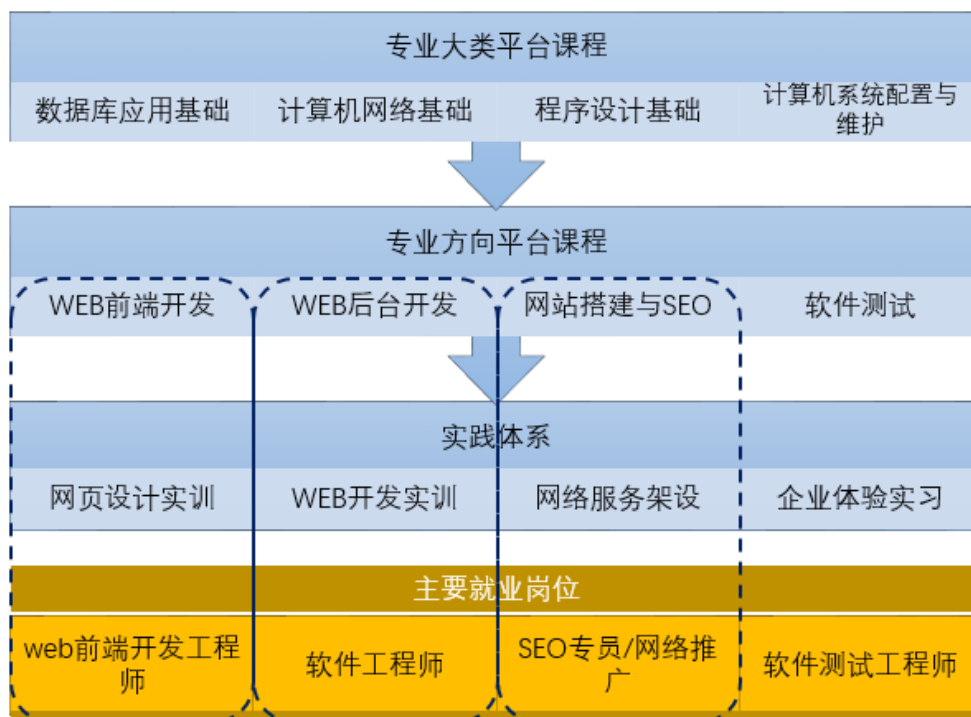 专业大类平台课程
数据库应用基础 计算机网络基础 程序设计基础 计算机系统配置与
维护
专业方向平台课程
WEB前端开发 WEB后台开发 网站搭建与SEO 软件测试
实践体系
网页设计实训 WEB开发实训 网络服务架设 企业体验实习
主要就业岗位
web前端开发工程
师
软件工程师
SEO专员/网络推
广
软件测试工程师